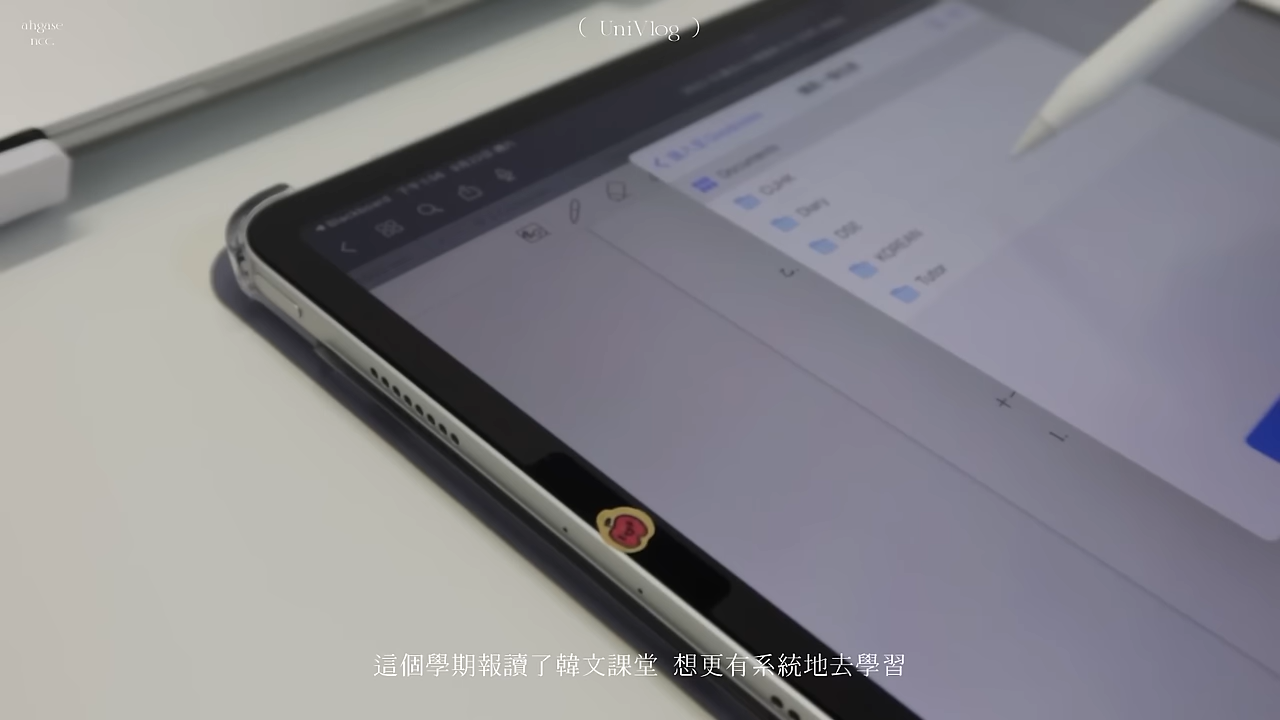 ahgase
ncc.
( UniVlog )
Blackboard
Documents
CUHK
Diary
DSE
KOREAN
Tutor
這個學期報讀了韓文課堂 想更有系統地去學習